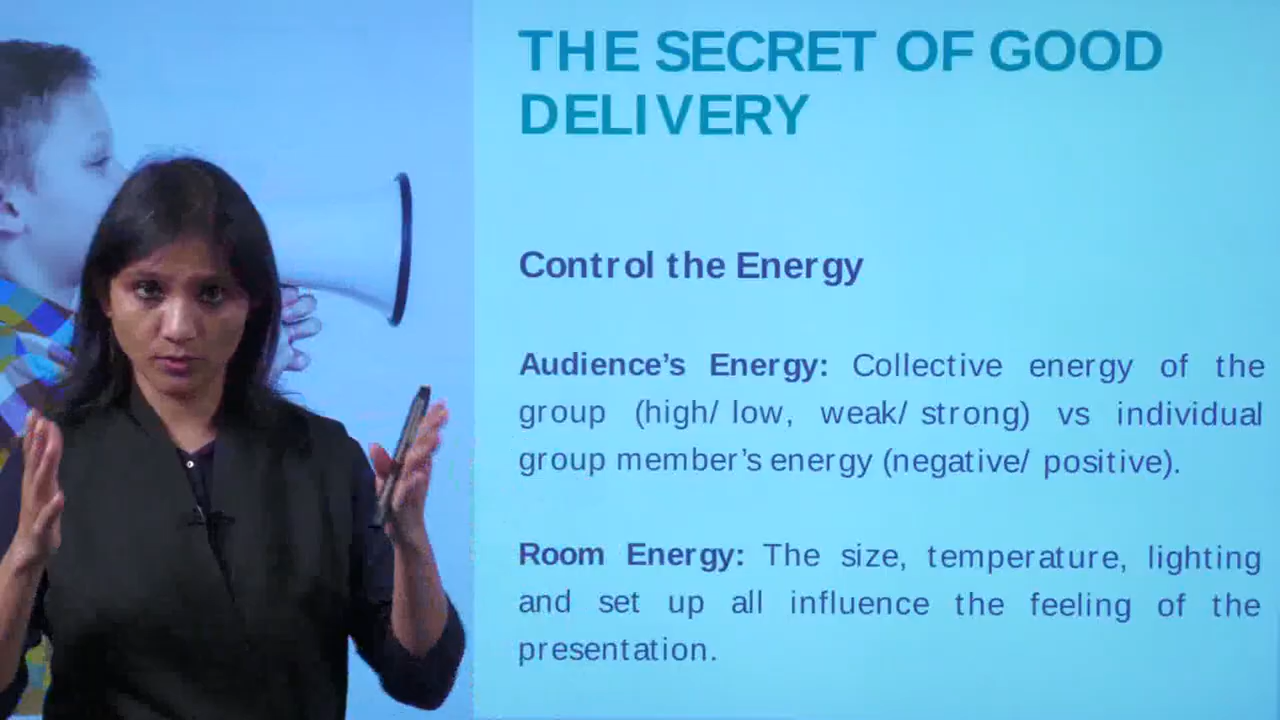 THE SECRET OF GOOD
DELIVERY
Control the Energy
Audience's Energy: Collective energy of the
group (high/ low, weak/ strong) vs individual
group member's energy (negative/ positive).
Room Energy: The size, temperature, lighting
and set up all influence the feeling of the
presentation.